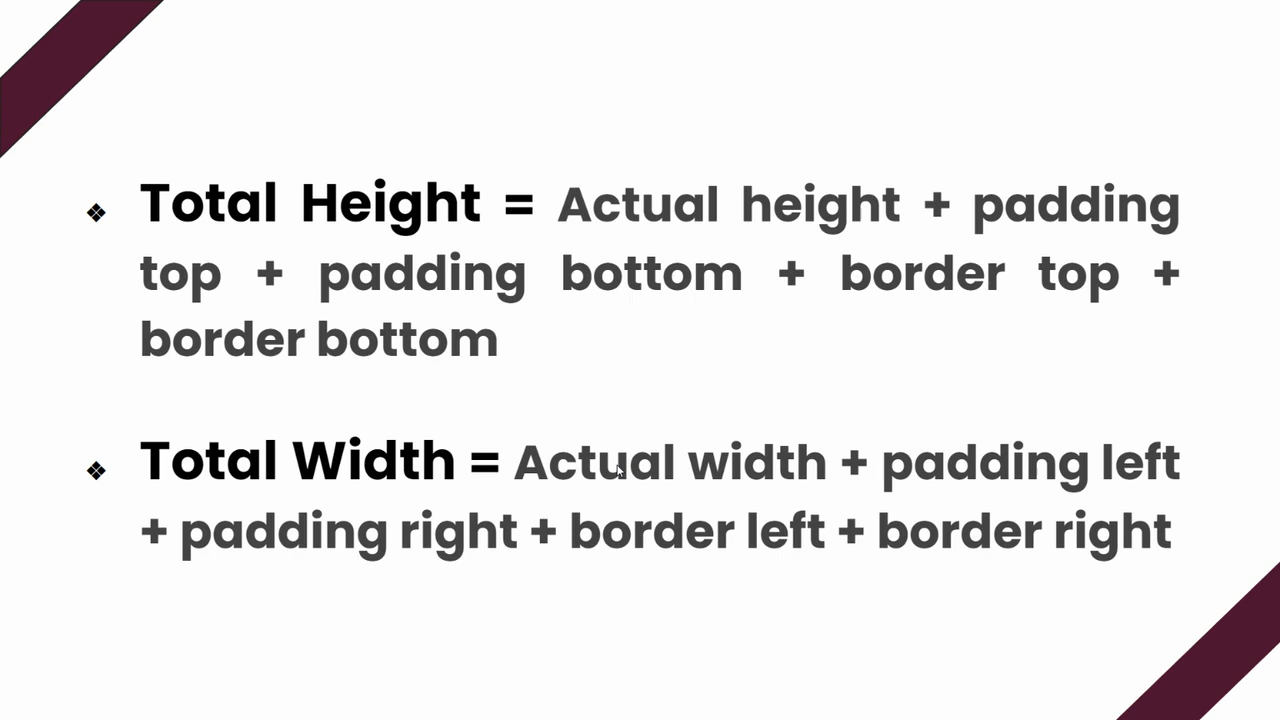 ❖ Total Height = Actual height + padding
top + padding bottom + border top +
border bottom
❖ Total Width = Actual width + padding left
+ padding right + border left + border right